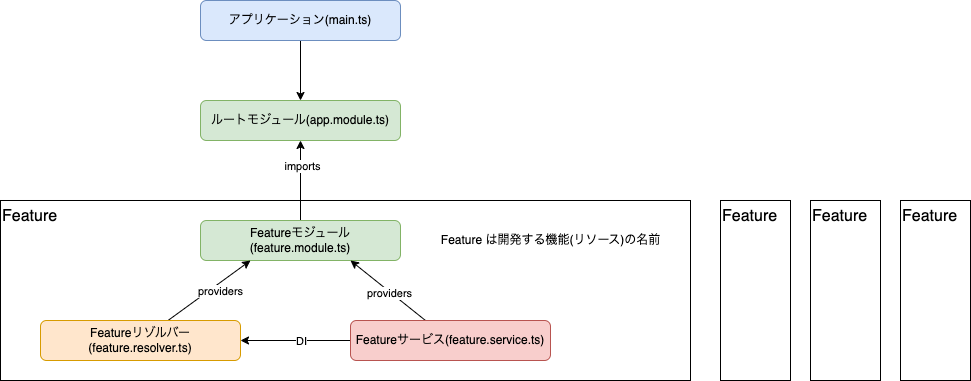 アプリケーション(main.ts)
ルートモジュール(app.module.ts)
imports
Feature
Feature
Feature
Feature
Featureモジュール
(feature.module.ts)
Feature は開発する機能(リソース)の名前
providers
providers
Featureリゾルバー
(feature.resolver.ts)
DI
Featureサービス(feature.service.ts)